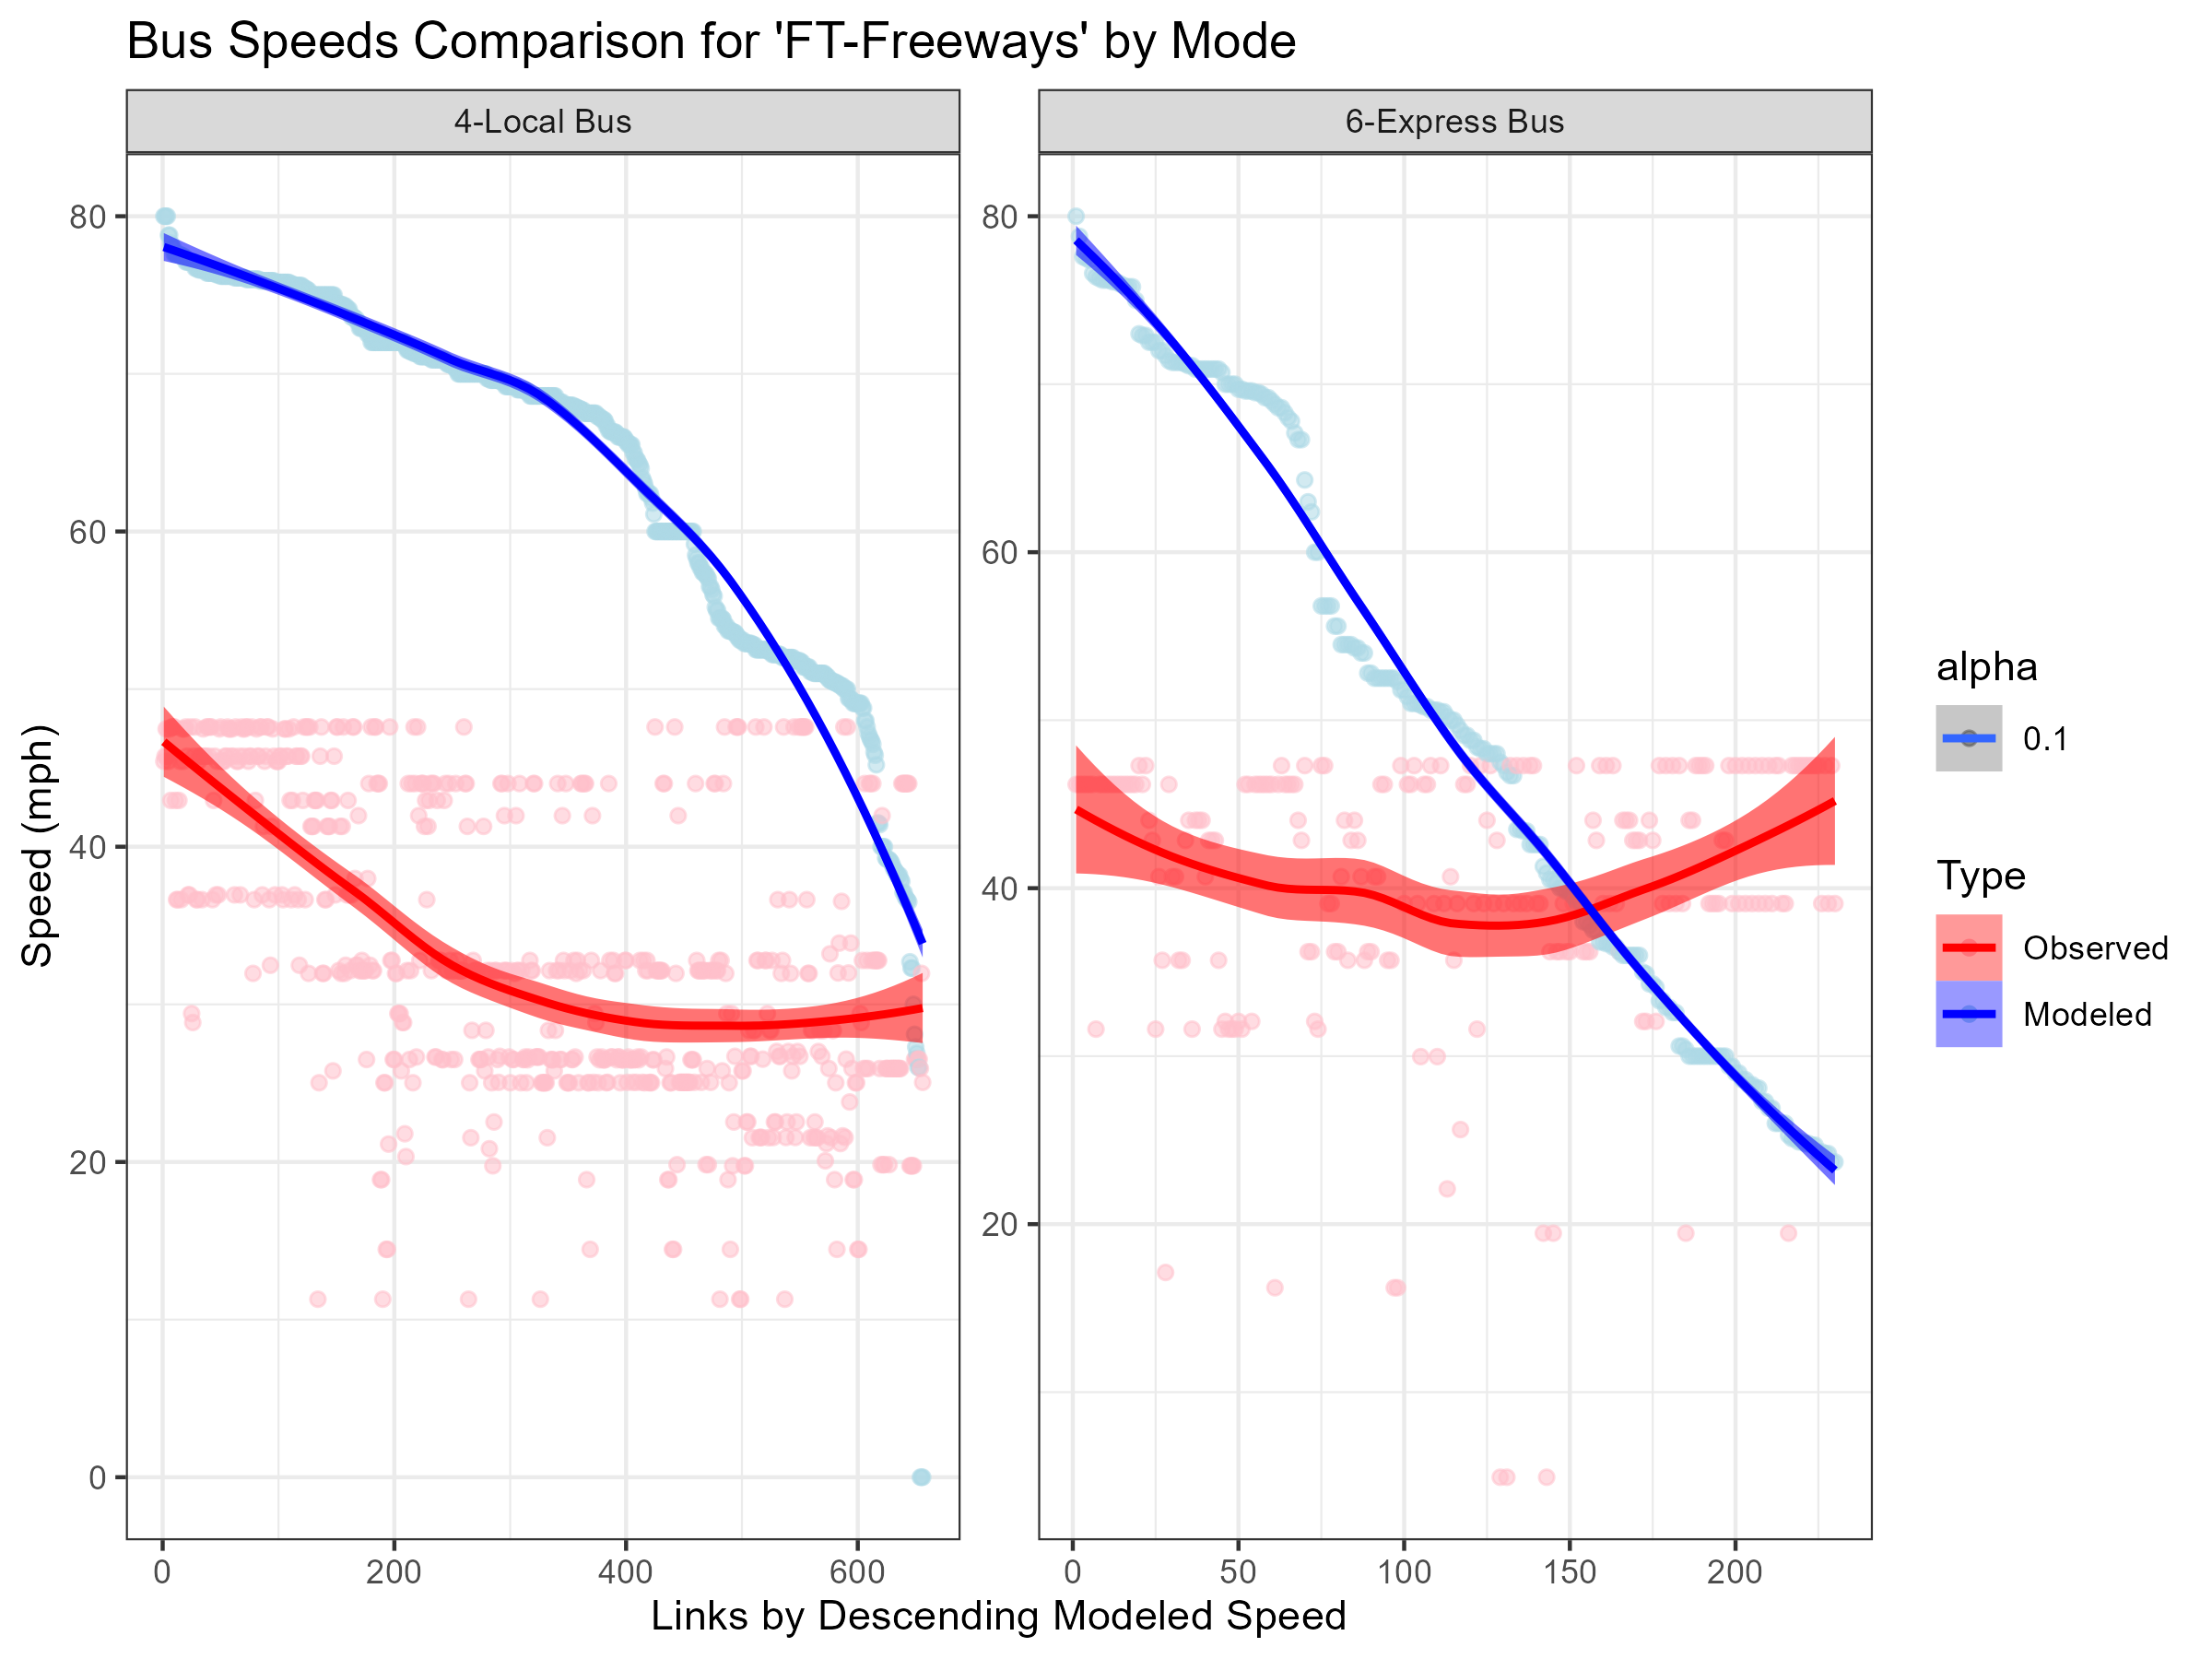 Bus Speeds Comparison for 'FT-Freeways' by Mode
4-Local Bus
6-Express Bus
80
60
40
20
0
80
60
40
20
Speed (mph)
0 200 400 600
0 50 100 150 200
Links by Descending Modeled Speed
alpha
0.1
Type
Observed
Modeled